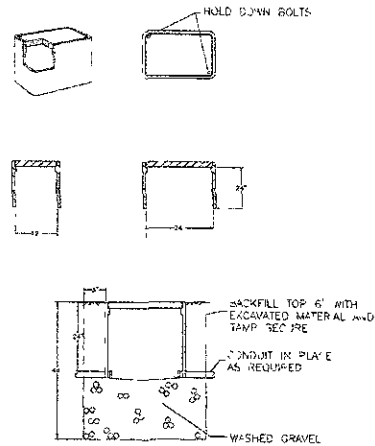 HOLD DOWN BOLTS
24"
BACKFILL TOP 6" WITH
EXCAVATED MATERIAL AND
TAMP SECURE
CONDUIT IN PLACE
AS REQUIRED
WASHED GRAVEL